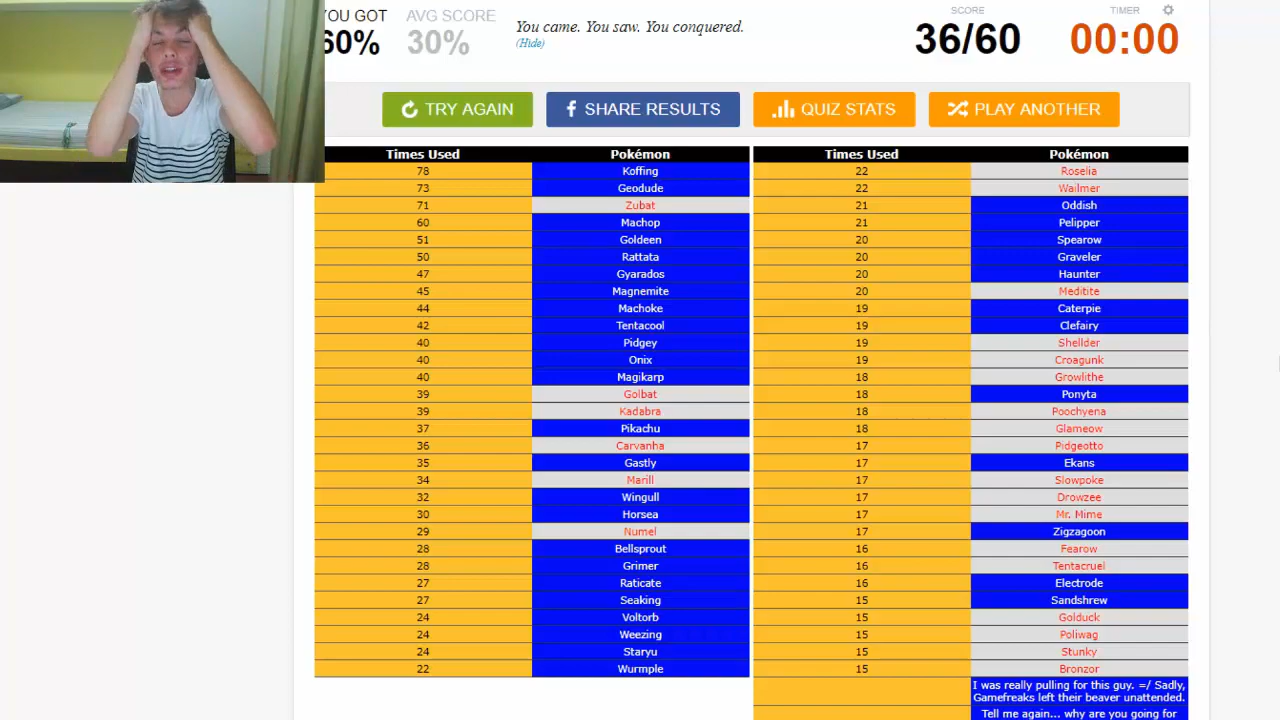 YOU GOT
60%
AVG SCORE
30%
You came. You saw. You conquered.
(Hide)
SCORE
36/60
TIMER
00:00
TRY AGAIN
SHARE RESULTS
QUIZ STATS
PLAY ANOTHER
Times Used Pokémon
78 Koffing
73 Geodude
71 Zubat
60 Machop
51 Goldeen
50 Rattata
47 Gyarados
45 Magnemite
44 Machoke
42 Tentacool
40 Pidgey
40 Onix
40 Magikarp
39 Golbat
39 Kadabra
37 Pikachu
36 Carvanha
35 Gastly
34 Marill
32 Wingull
30 Horsea
29 Numel
28 Bellsprout
28 Grimer
27 Raticate
27 Seaking
24 Voltorb
24 Weezing
24 Staryu
22 Wurmple
Times Used Pokémon
22 Roselia
22 Wailmer
21 Oddish
21 Pelipper
20 Spearow
20 Graveler
20 Haunter
20 Meditite
19 Caterpie
19 Clefairy
19 Shellder
19 Croagunk
18 Growlithe
18 Ponyta
18 Poochyena
18 Glameow
17 Pidgeotto
17 Ekans
17 Slowpoke
17 Drowzee
17 Mr. Mime
17 Zigzagoon
16 Fearow
16 Tentacruel
16 Electrode
15 Sandshrew
15 Golduck
15 Poliwag
15 Stunky
15 Bronzor
I was really pulling for this guy. =/ Sadly,
Gamefreaks left their beaver unattended.
Tell me again... why are you going for